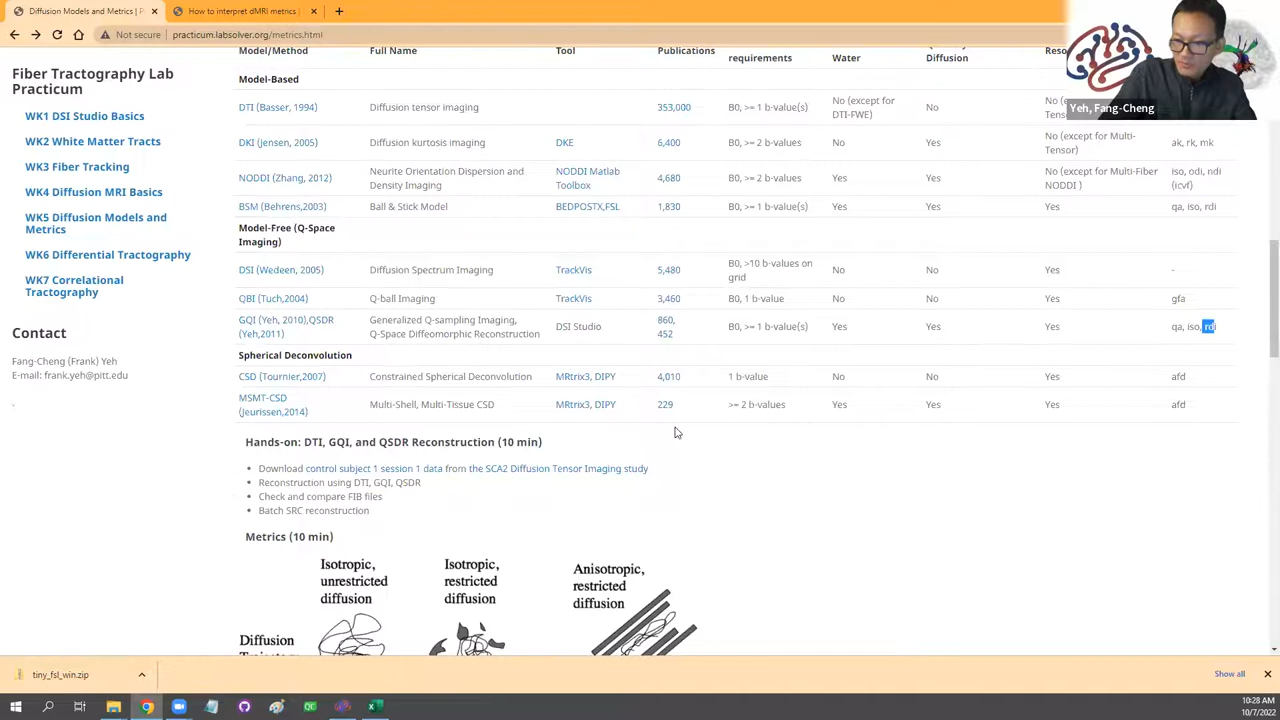 Diffusion Models and Metrics | P
How to interpret dMRI metrics |
Not secure practicum.labsolver.org/metrics.html
Yeh, Fang-Cheng
Fiber Tractography Lab
Practicum
WK1 DSI Studio Basics
WK2 White Matter Tracts
WK3 Fiber Tracking
WK4 Diffusion MRI Basics
WK5 Diffusion Models and
Metrics
WK6 Differential Tractography
WK7 Correlational
Tractography
Contact
Fang-Cheng (Frank) Yeh
E-mail: frank.yeh@pitt.edu
Model/Method Full Name Tool Publications requirements Water Diffusion
Model-Based
DTI (Basser, 1994) Diffusion tensor imaging 353,000 B0, >= 1 b-value(s) No (except for
DTI-FWE) No No
DKI (Jensen, 2005) Diffusion kurtosis imaging DKE 6,400 B0, >= 2 b-values No Yes No (except for Multi-
Tensor) ak, rk, mk
NODDI (Zhang, 2012) Neurite Orientation Dispersion and
Density Imaging NODDI Matlab
Toolbox 4,680 B0, >= 2 b-values Yes Yes No (except for Multi-Fiber
NODDI ) iso, odi, ndi
(icvf)
BSM (Behrens,2003) Ball & Stick Model BEDPOSTX,FSL 1,830 B0, >= 1 b-value(s) Yes Yes Yes qa, iso, rdi
Model-Free (Q-Space
Imaging)
DSI (Wedeen, 2005) Diffusion Spectrum Imaging TrackVis 5,480 B0, >10 b-values on
grid No No Yes -
QBI (Tuch,2004) Q-ball Imaging TrackVis 3,460 B0, 1 b-value No No Yes gfa
GQI (Yeh, 2010),QSDR
(Yeh,2011) Generalized Q-sampling Imaging,
Q-Space Diffeomorphic Reconstruction DSI Studio 860,
452 B0, >= 1 b-value(s) Yes Yes Yes qa, iso, rdi
Spherical Deconvolution
CSD (Tournier,2007) Constrained Spherical Deconvolution MRtrix3, DIPY 4,010 1 b-value No No Yes afd
MSMT-CSD
(Jeurissen,2014) Multi-Shell, Multi-Tissue CSD MRtrix3, DIPY 229 >= 2 b-values Yes Yes Yes afd
Hands-on: DTI, GQI, and QSDR Reconstruction (10 min)
• Download control subject 1 session 1 data from the SCA2 Diffusion Tensor Imaging study
• Reconstruction using DTI, GQI, QSDR
• Check and compare FIB files
• Batch SRC reconstruction
Metrics (10 min)
Isotropic,
unrestricted
diffusion
Isotropic,
restricted
diffusion
Anisotropic,
restricted
diffusion
Diffusion
tiny_fsl_win.zip
Show all
10:28 AM
10/7/2022